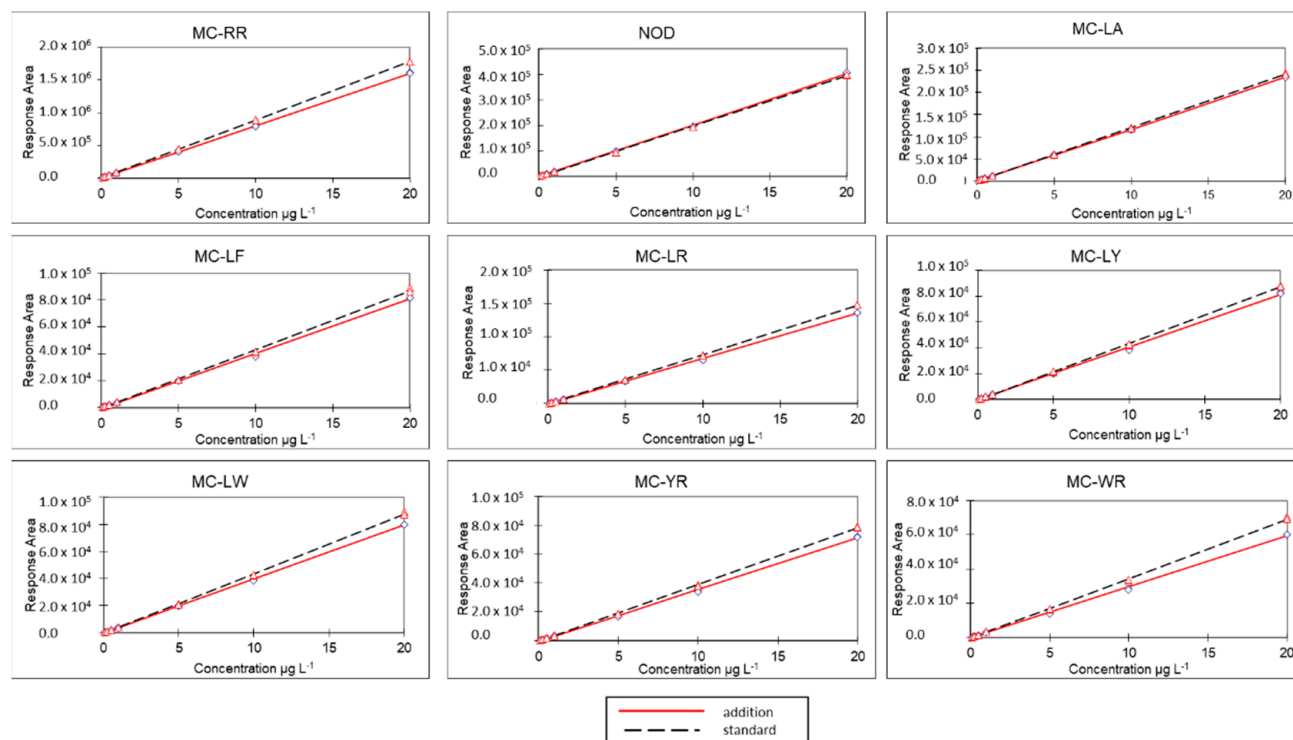 MC-RR
2.0 x 10⁶
1.5 x 10⁶
1.0 x 10⁶
5.0 x 10⁵
0.0
Response Area
0 5 10 15 20
Concentration µg L⁻¹
NOD
5.0 x 10⁵
4.0 x 10⁵
3.0 x 10⁵
2.0 x 10⁵
1.0 x 10⁵
0.0
Response Area
0 5 10 15 20
Concentration µg L⁻¹
MC-LA
3.0 x 10⁵
2.5 x 10⁵
2.0 x 10⁵
1.5 x 10⁵
1.0 x 10⁵
5.0 x 10⁴
0.0
Response Area
0 5 10 15 20
Concentration µg L⁻¹
MC-LF
1.0 x 10⁵
8.0 x 10⁴
6.0 x 10⁴
4.0 x 10⁴
2.0 x 10⁴
0.0
Response Area
0 5 10 15 20
Concentration µg L⁻¹
MC-LR
2.0 x 10⁵
1.5 x 10⁵
1.0 x 10⁵
1.0 x 10⁴
0.0
Response Area
0 5 10 15 20
Concentration µg L⁻¹
MC-LY
1.0 x 10⁵
8.0 x 10⁴
6.0 x 10⁴
4.0 x 10⁴
2.0 x 10⁴
0.0
Response Area
0 5 10 15 20
Concentration µg L⁻¹
MC-LW
1.0 x 10⁵
8.0 x 10⁴
6.0 x 10⁴
4.0 x 10⁴
2.0 x 10⁴
0.0
Response Area
0 5 10 15 20
Concentration µg L⁻¹
MC-YR
1.0 x 10⁵
8.0 x 10⁴
6.0 x 10⁴
4.0 x 10⁴
2.0 x 10⁴
0.0
Response Area
0 5 10 15 20
Concentration µg L⁻¹
MC-WR
8.0 x 10⁴
6.0 x 10⁴
4.0 x 10⁴
2.0 x 10⁴
0.0
Response Area
0 5 10 15 20
Concentration µg L⁻¹
addition
standard